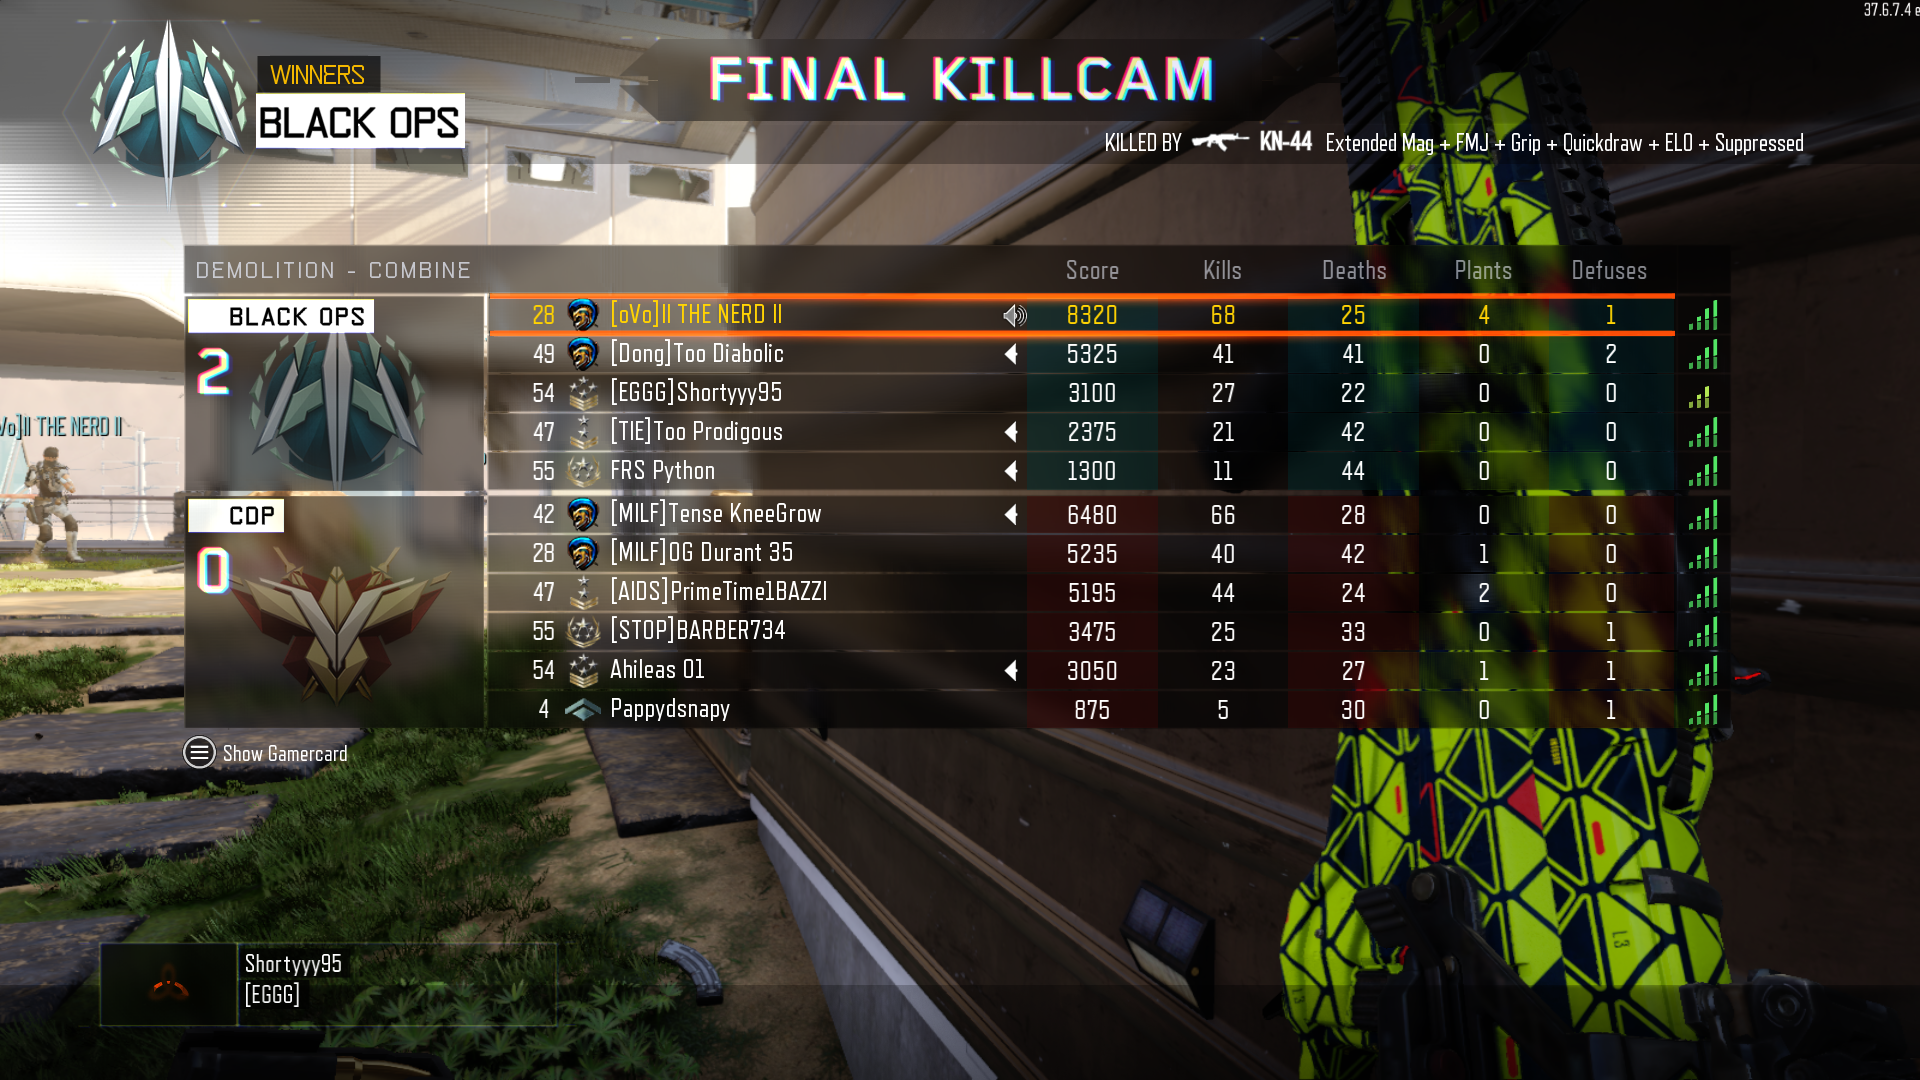 37.6.7.4 e
WINNERS
BLACK OPS
FINAL KILLCAM
KILLED BY KN-44 Extended Mag + FMJ + Grip + Quickdraw + ELO + Suppressed
DEMOLITION - COMBINE Score Kills Deaths Plants Defuses
BLACK OPS
2
28 [oVo]II THE NERD II 8320 68 25 4 1
49 [Dong]Too Diabolic 5325 41 41 0 2
54 [EGGG]Shortyyy95 3100 27 22 0 0
47 [TIE]Too Prodigous 2375 21 42 0 0
55 FRS Python 1300 11 44 0 0
Vo]II THE NERD II
CDP
0
42 [MILF]Tense KneeGrow 6480 66 28 0 0
28 [MILF]OG Durant 35 5235 40 42 1 0
47 [AIDS]PrimeTime1BAZZI 5195 44 24 2 0
55 [STOP]BARBER734 3475 25 33 0 1
54 Ahileas 01 3050 23 27 1 1
4 Pappydsnapy 875 5 30 0 1
Show Gamercard
L3
Shortyyy95
[EGGG]